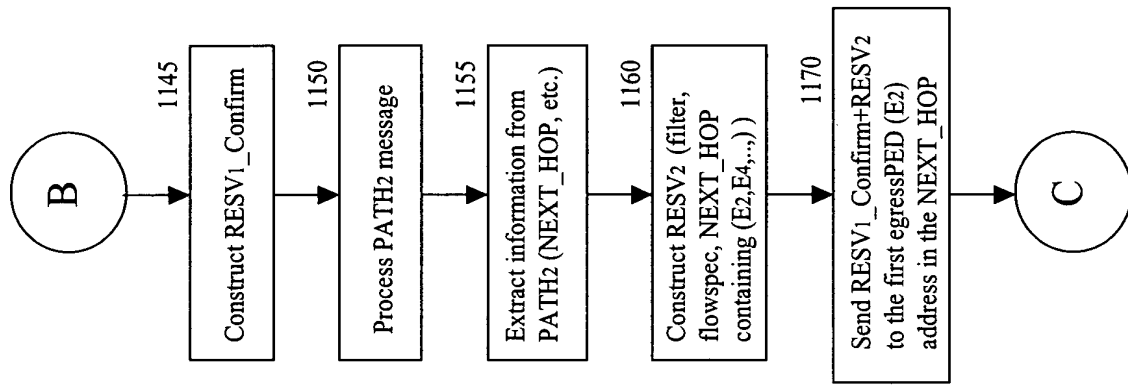 B
1145
Construct RESV1_Confirm
1150
Process PATH2 message
1155
Extract information from
PATH2 (NEXT_HOP, etc.)
1160
Construct RESV2 (filter,
flowspec, NEXT_HOP
containing (E2,E4,...,) )
1170
Send RESV1_Confirm+RESV2
to the first egressPED (E2)
address in the NEXT_HOP
C